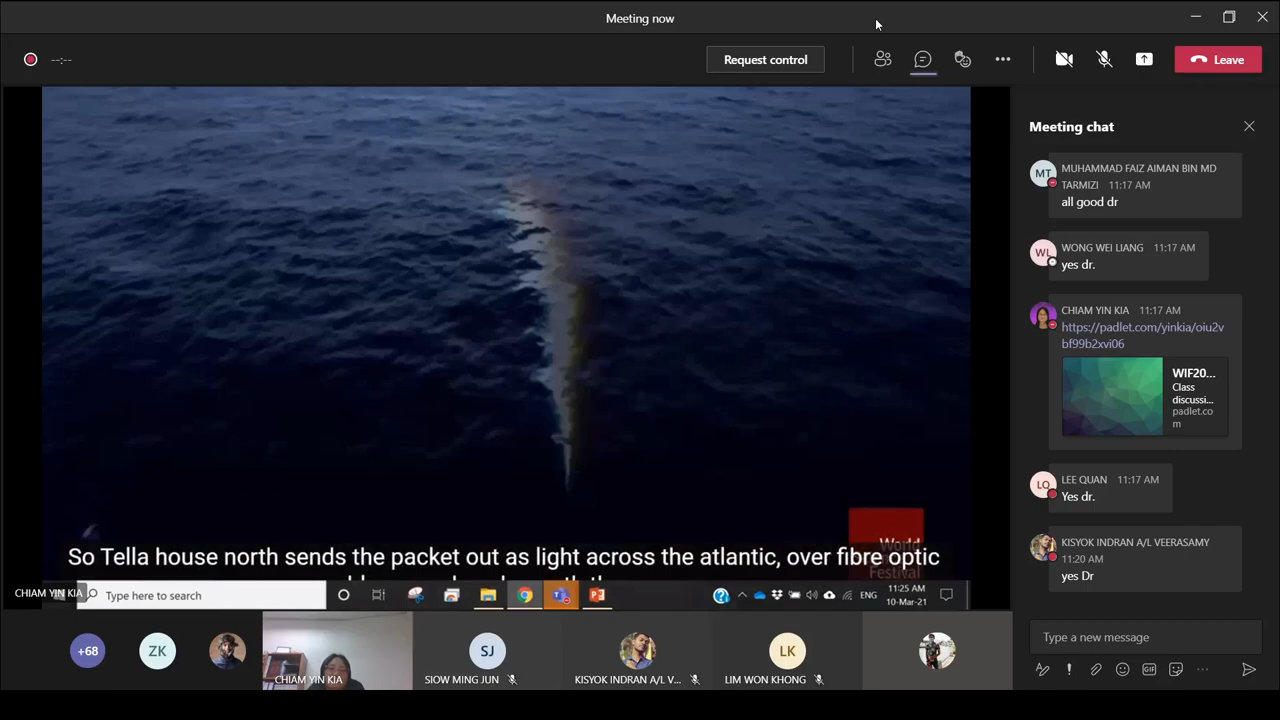 Meeting now
--:--
Request control
Leave
Meeting chat
MT
MUHAMMAD FAIZ AIMAN BIN MD
TARMIZI 11:17 AM
all good dr
WL
WONG WEI LIANG 11:17 AM
yes dr.
CHIAM YIN KIA 11:17 AM
https://padlet.com/yinkia/oiu2v
bf99b2xvi06
WIF20...
Class
discussi...
padlet.co
m
LQ
LEE QUAN 11:17 AM
Yes dr.
KISYOK INDRAN A/L VEERASAMY
11:20 AM
yes Dr
Type a new message
World
Festival
So Tella house north sends the packet out as light across the atlantic, over fibre optic
CHIAM YIN KIA
Type here to search
ENG
11:25 AM
10-Mar-21
+68
ZK
CHIAM YIN KIA
SJ
SIOW MING JUN
KISYOK INDRAN A/L V...
LK
LIM WON KHONG